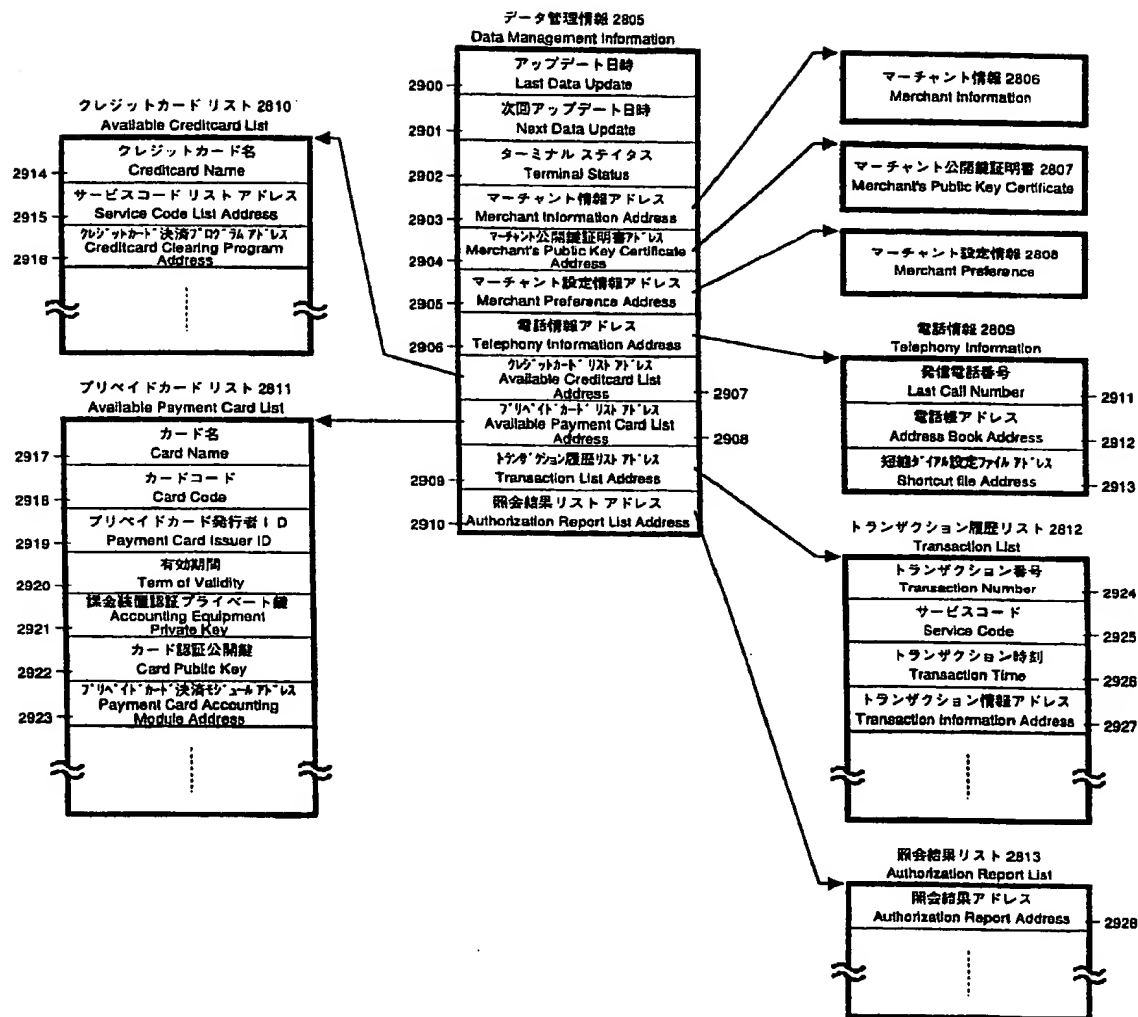 データ管理情報 2805
Data Management Information
アップデート日時
Last Data Update
2900
次回アップデート日時
Next Data Update
2901
ターミナル ステイタス
Terminal Status
2902
マーチャント情報アドレス
Merchant Information Address
2903
マーチャント公開鍵証明書アドレス
Merchant's Public Key Certificate
Address
2904
マーチャント設定情報アドレス
Merchant Preference Address
2905
電話情報アドレス
Telephony Information Address
2906
クレジットカード リスト アドレス
Available Creditcard List
Address
2907
プリペイド カード リスト アドレス
Available Payment Card List
Address
2908
トランザクション履歴リスト アドレス
Transaction List Address
2909
照会結果リスト アドレス
Authorization Report List Address
2910
クレジットカード リスト 2810
Available Creditcard List
クレジットカード名
Creditcard Name
2914
サービスコード リスト アドレス
Service Code List Address
2915
クレジットカード 決済プログラム アドレス
Creditcard Clearing Program
Address
2916
プリペイドカード リスト 2811
Available Payment Card List
カード名
Card Name
2917
カードコード
Card Code
2918
プリペイドカード発行者 I D
Payment Card Issuer ID
2919
有効期間
Term of Validity
2920
課金装置認証プライベート鍵
Accounting Equipment
Private Key
2921
カード認証公開鍵
Card Public Key
2922
プリペイド カード 決済モジュール アドレス
Payment Card Accounting
Module Address
2923
マーチャント情報 2806
Merchant Information
マーチャント公開鍵証明書 2807
Merchant's Public Key Certificate
マーチャント設定情報 2808
Merchant Preference
電話情報 2809
Telephony Information
発信電話番号
Last Call Number
2911
電話帳アドレス
Address Book Address
2912
短縮ダイアル設定ファイル アドレス
Shortcut file Address
2913
トランザクション履歴リスト 2812
Transaction List
トランザクション番号
Transaction Number
2924
サービスコード
Service Code
2925
トランザクション時刻
Transaction Time
2926
トランザクション情報アドレス
Transaction Information Address
2927
照会結果リスト 2813
Authorization Report List
照会結果アドレス
Authorization Report Address
2928